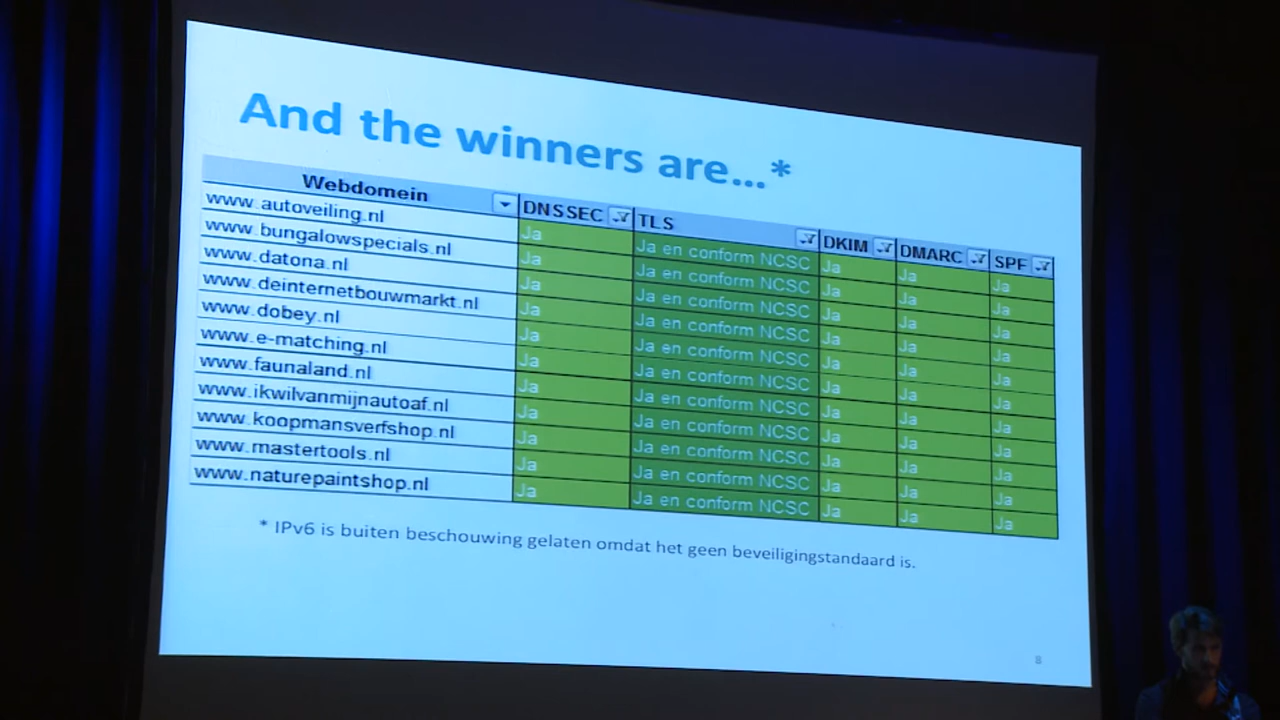 And the winners are...*
Webdomein DNSSEC TLS DKIM DMARC SPF
www.autoveiling.nl Ja Ja en conform NCSC Ja Ja Ja
www.bungalowspecials.nl Ja Ja en conform NCSC Ja Ja Ja
www.datona.nl Ja Ja en conform NCSC Ja Ja Ja
www.deinternetbouwmarkt.nl Ja Ja en conform NCSC Ja Ja Ja
www.dobey.nl Ja Ja en conform NCSC Ja Ja Ja
www.e-matching.nl Ja Ja en conform NCSC Ja Ja Ja
www.faunaland.nl Ja Ja en conform NCSC Ja Ja Ja
www.ikwilvanmijnautoaf.nl Ja Ja en conform NCSC Ja Ja Ja
www.koopmansverfshop.nl Ja Ja en conform NCSC Ja Ja Ja
www.mastertools.nl Ja Ja en conform NCSC Ja Ja Ja
www.naturepaintshop.nl Ja Ja en conform NCSC Ja Ja Ja
* IPv6 is buiten beschouwing gelaten omdat het geen beveiligingstandaard is.
8